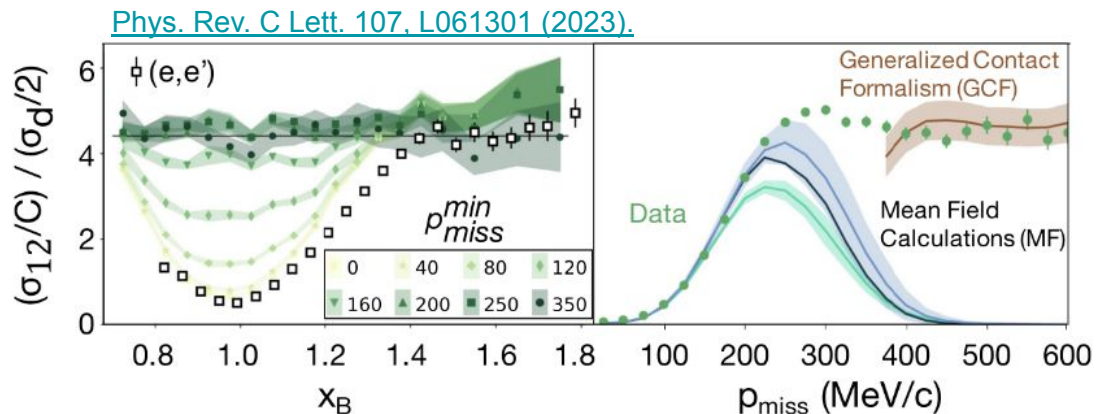 Phys. Rev. C Lett. 107, L061301 (2023).
(σ12/C) / (σd/2)
6
4
2
0
(e,e')
p_miss^min
0 40 80 120
160 200 250 350
0.8 1.0 1.2 1.4 1.6 1.8
xB
Generalized Contact
Formalism (GCF)
Data
Mean Field
Calculations (MF)
100 200 300 400 500 600
pmiss (MeV/c)